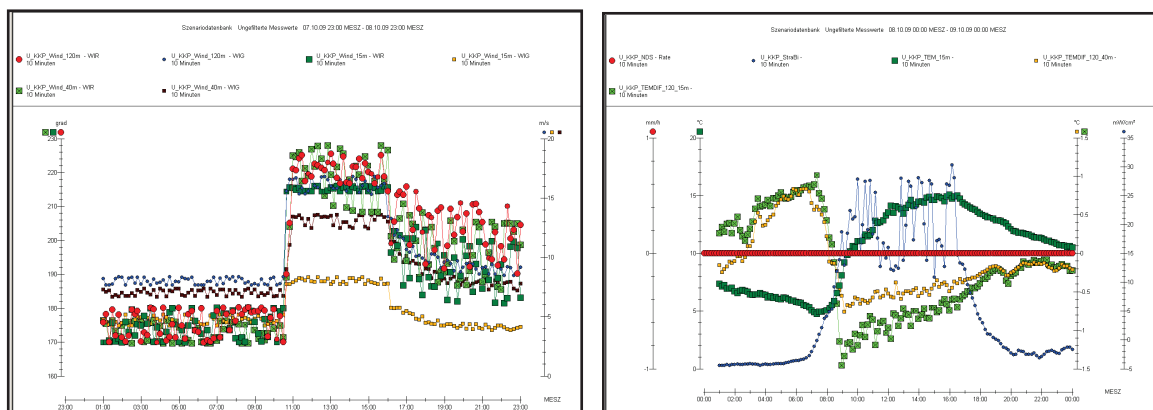 Szenariodatenbank Ungefilterte Messwerte 07.10.09 23:00 MESZ - 08.10.09 23:00 MESZ
U_KKP_Wind_120m - WIR
10 Minuten
U_KKP_Wind_120m - WIG
10 Minuten
U_KKP_Wind_15m - WIR
10 Minuten
U_KKP_Wind_15m - WIG
10 Minuten
U_KKP_Wind_40m - WIR
10 Minuten
U_KKP_Wind_40m - WIG
10 Minuten
grad
m/s
230
220
210
200
190
180
170
160
20
15
10
5
0
23:00 01:00 03:00 05:00 07:00 09:00 11:00 13:00 15:00 17:00 19:00 21:00 23:00
MESZ
Szenariodatenbank Ungefilterte Messwerte 08.10.09 00:00 MESZ - 09.10.09 00:00 MESZ
U_KKP_NDS - Rate
10 Minuten
U_KKP_StraBi -
10 Minuten
U_KKP_TEM_15m -
10 Minuten
U_KKP_TEMDIF_120_40m -
10 Minuten
U_KKP_TEMDIF_120_15m -
10 Minuten
mm/h
°C
°C
mW/cm²
1
0
-1
20
15
10
5
0
1.5
1
0.5
0
-0.5
-1
-1.5
35
30
25
20
15
10
5
0
-5
00:00 02:00 04:00 06:00 08:00 10:00 12:00 14:00 16:00 18:00 20:00 22:00 00:00
MESZ